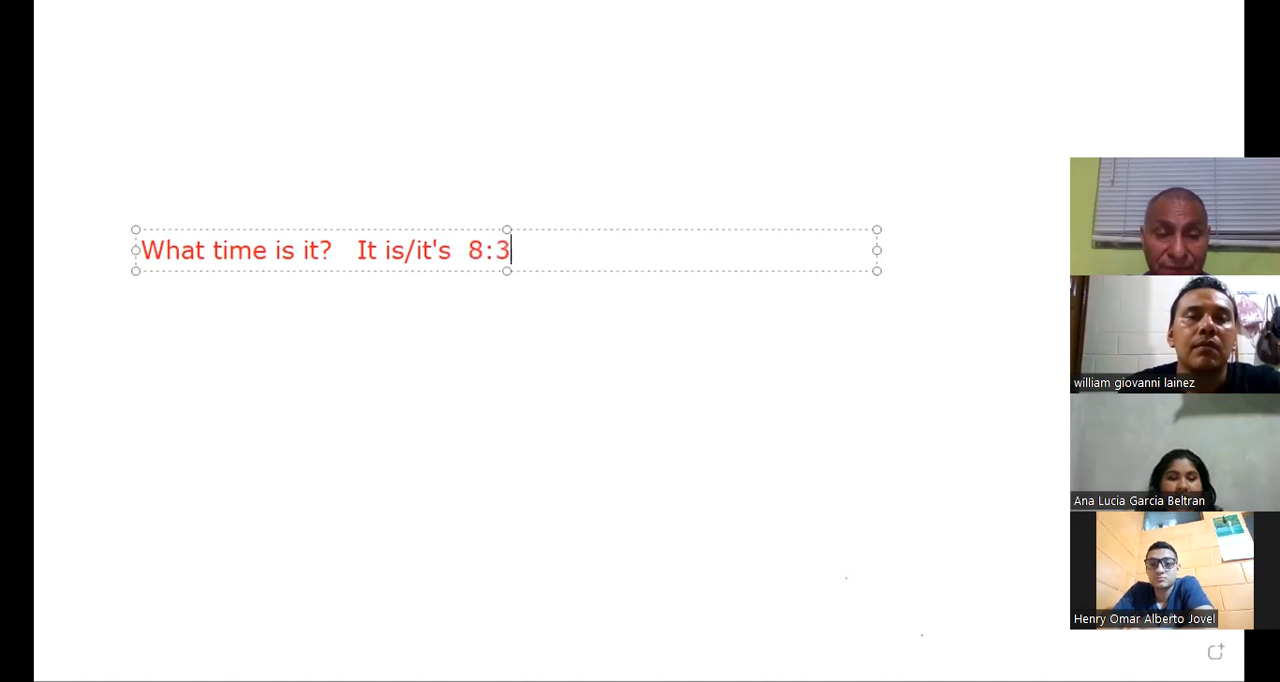 What time is it?   It is/it's  8:3
william giovanni lainez
Ana Lucia Garcia Beltran
Henry Omar Alberto Jovel